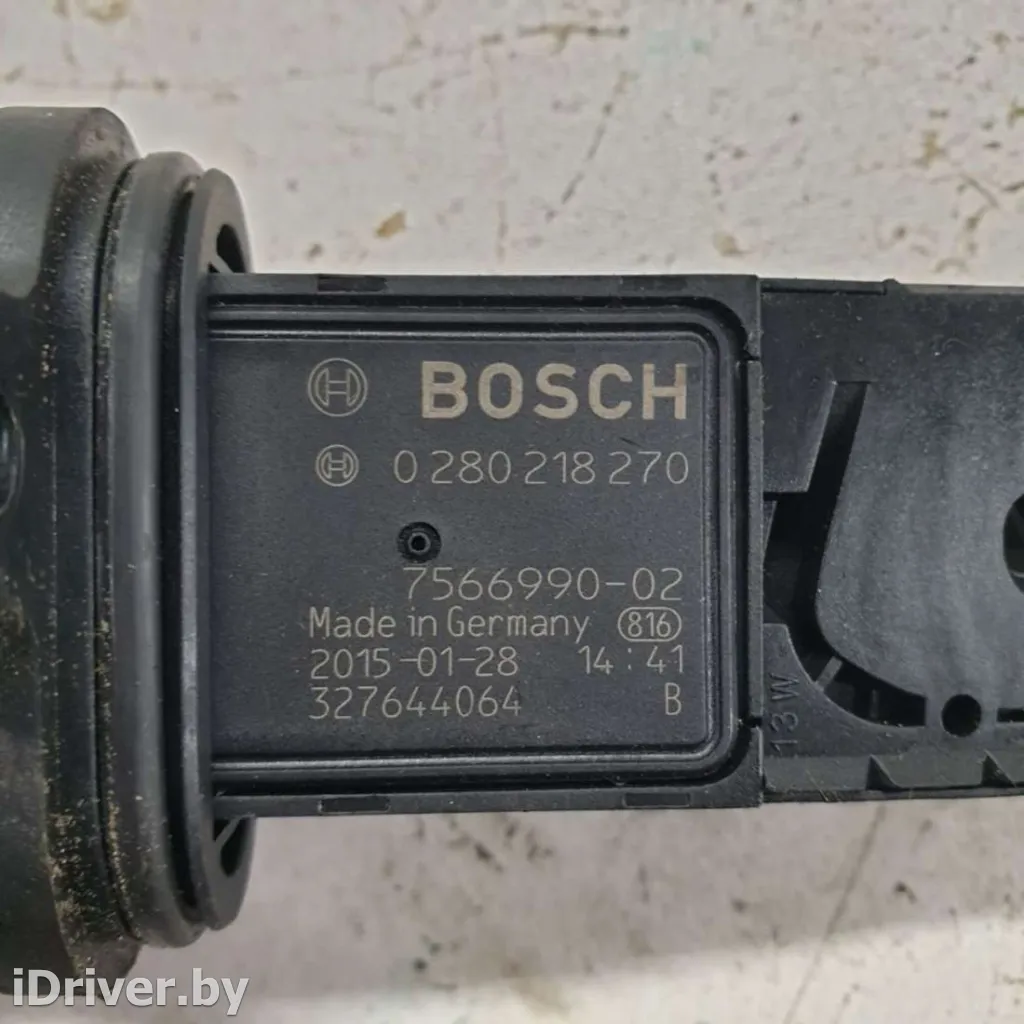 BOSCH
0 280 218 270
7566990-02
Made in Germany 816
2015-01-28 14:41
327644064 B
13W
iDriver.by